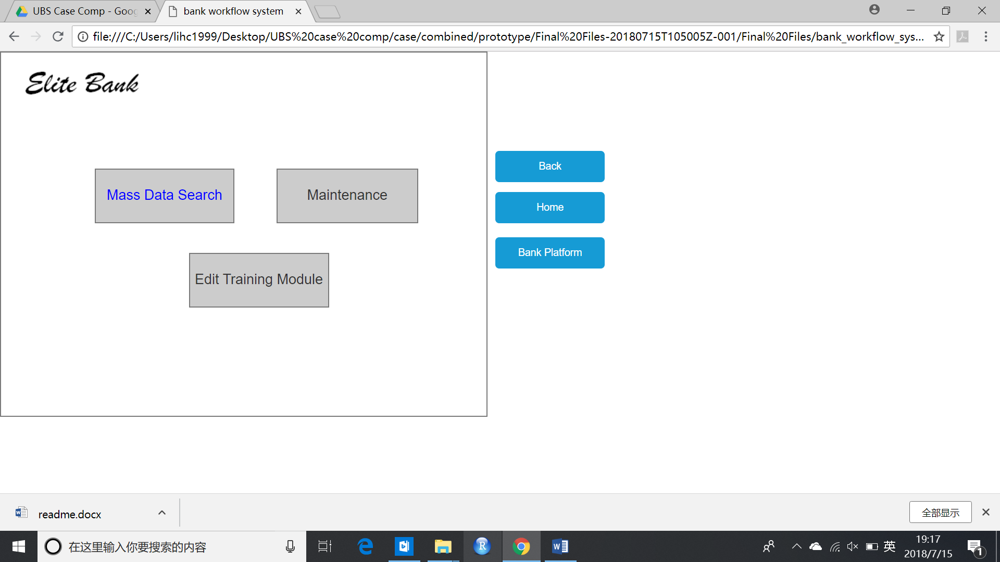 UBS Case Comp - Goo
bank workflow system
file:///C:/Users/lihc1999/Desktop/UBS%20case%20comp/case/combined/prototype/Final%20Files-20180715T105005Z-001/Final%20Files/bank_workflow_sys...
Elite Bank
Mass Data Search
Maintenance
Edit Training Module
Back
Home
Bank Platform
readme.docx
全部显示
在这里输入你要搜索的内容
英
19:17
2018/7/15
1